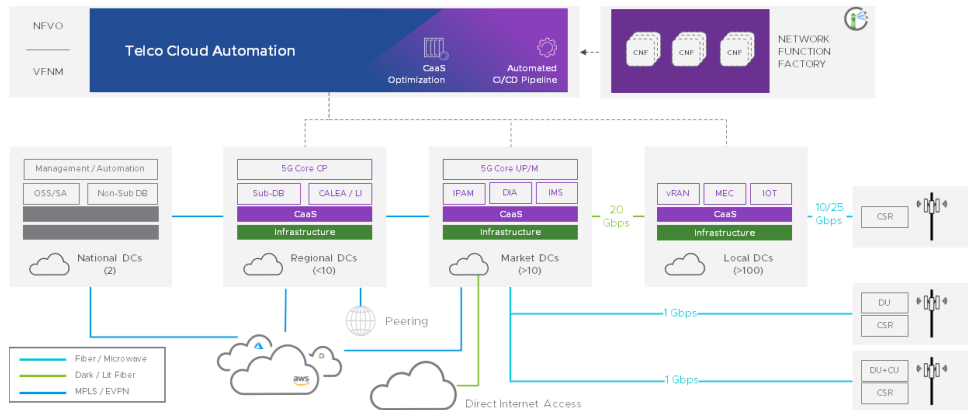 NFVO
VFNM
Telco Cloud Automation
CaaS
Optimization
Automated
CI/CD Pipeline
CNF
CNF
CNF
NETWORK
FUNCTION
FACTORY
Management / Automation
OSS/SA
Non-Sub DB
National DCs
(2)
5G Core CP
Sub-DB
CALEA / LI
CaaS
Infrastructure
Regional DCs
(<10)
5G Core UP/M
IPAM
DIA
IMS
CaaS
Infrastructure
Market DCs
(>10)
20
Gbps
vRAN
MEC
IOT
CaaS
Infrastructure
Local DCs
(>100)
10/25
Gbps
CSR
DU
CSR
1 Gbps
DU+CU
CSR
1 Gbps
Peering
aws
Direct Internet Access
Fiber / Microwave
Dark / Lit Fiber
MPLS / EVPN